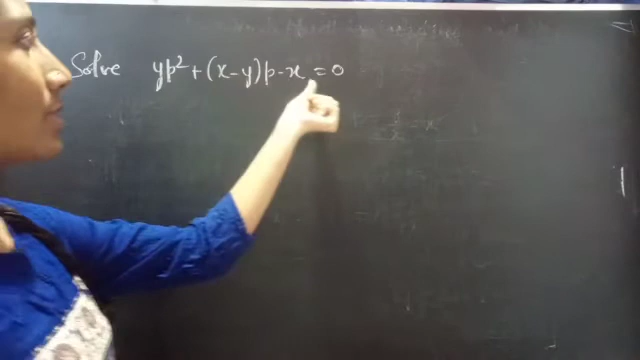 Solve yp² + (x-y)p - x = 0